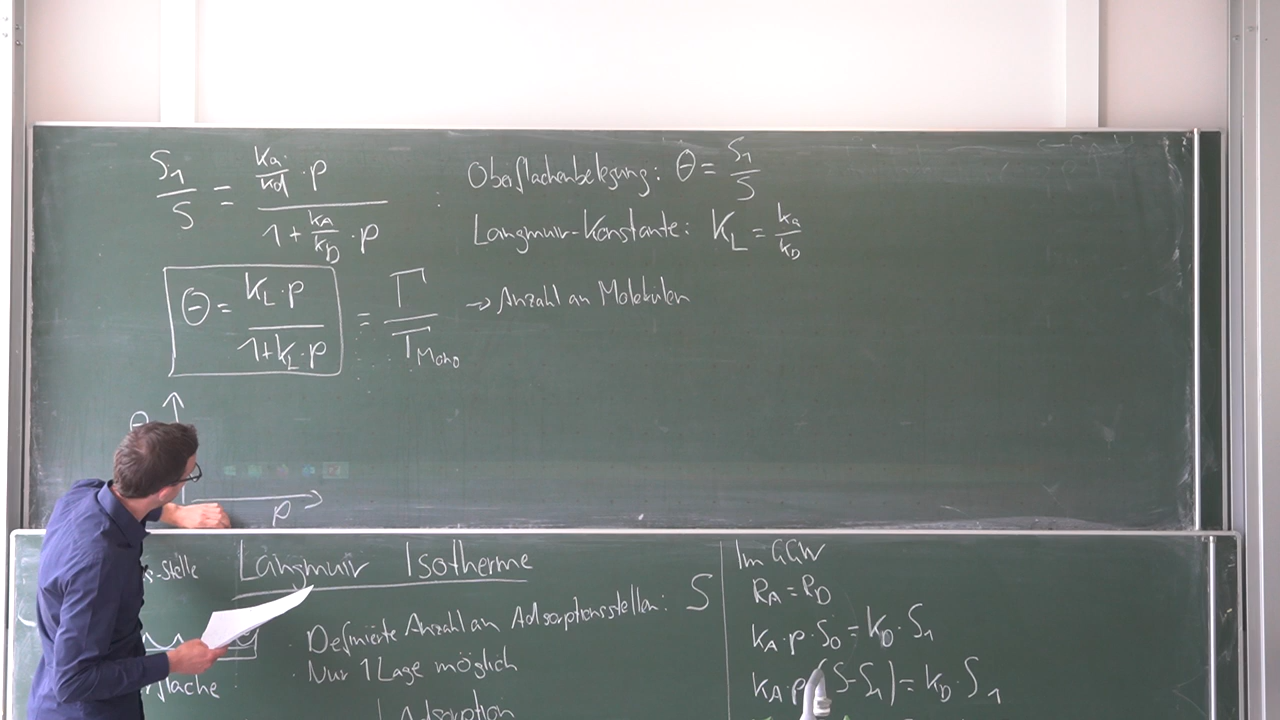 S₁/S = (ka/kd · p)/(1 + kA/kD · p)
Oberflächenbelegung: Θ = S₁/S
Langmuir-Konstante: KL = ka/kD
Θ = (KL · p)/(1 + KL · p) = Γ/ΓMono → Anzahl an Molekülen
Θ
p
-Stelle
Langmuir Isotherme
Definierte Anzahl an Adsorptionsstellen: S
· Nur 1 Lage möglich
Adsorption
Im GGW
RA = RD
kA · p · S₀ = kD · S₁
kA · p (S - S₁) = kD · S₁